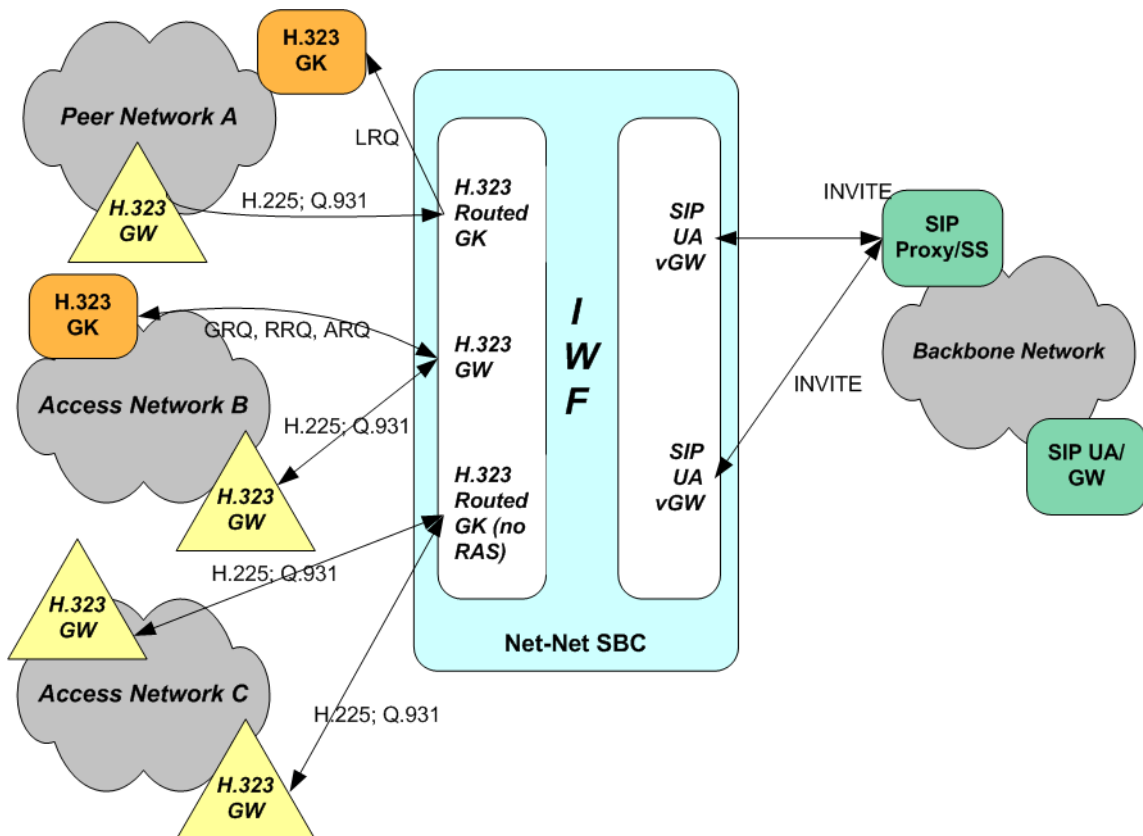 H.323
GK
Peer Network A
LRQ
H.225; Q.931
H.323
GW
H.323
GK
GRQ, RRQ, ARQ
Access Network B
H.225; Q.931
H.323
GW
H.323
GW
H.225; Q.931
Access Network C
H.225; Q.931
H.323
GW
H.323
Routed
GK
H.323
GW
H.323
Routed
GK (no
RAS)
I
W
F
SIP
UA
vGW
SIP
UA
vGW
Net-Net SBC
INVITE
INVITE
SIP
Proxy/SS
Backbone Network
SIP UA/
GW